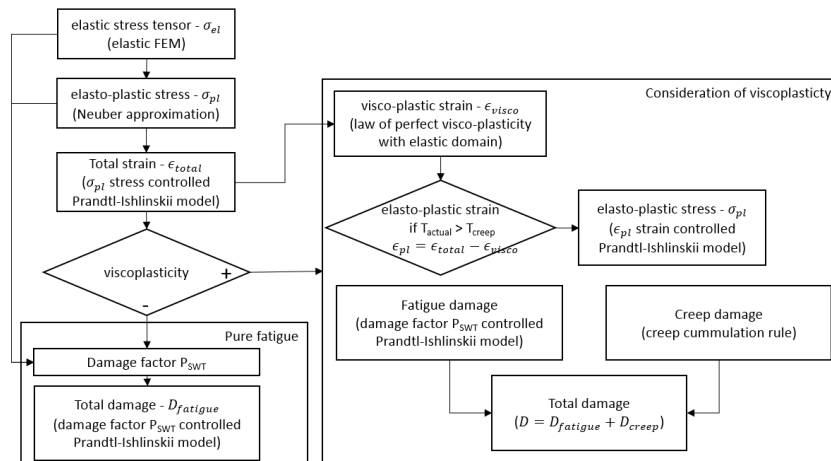 elastic stress tensor - σ_el
(elastic FEM)
elasto-plastic stress - σ_pl
(Neuber approximation)
Total strain - ϵ_total
(σ_pl stress controlled
Prandtl-Ishlinskii model)
viscoplasticity
+
-
Pure fatigue
Damage factor P_SWT
Total damage - D_fatigue
(damage factor P_SWT controlled
Prandtl-Ishlinskii model)
Consideration of viscoplasticty
visco-plastic strain - ϵ_visco
(law of perfect visco-plasticity
with elastic domain)
elasto-plastic strain
if T_actual > T_creep
ϵ_pl = ϵ_total − ϵ_visco
elasto-plastic stress - σ_pl
(ϵ_pl strain controlled
Prandtl-Ishlinskii model)
Fatigue damage
(damage factor P_SWT controlled
Prandtl-Ishlinskii model)
Creep damage
(creep cummulation rule)
Total damage
(D = D_fatigue + D_creep)